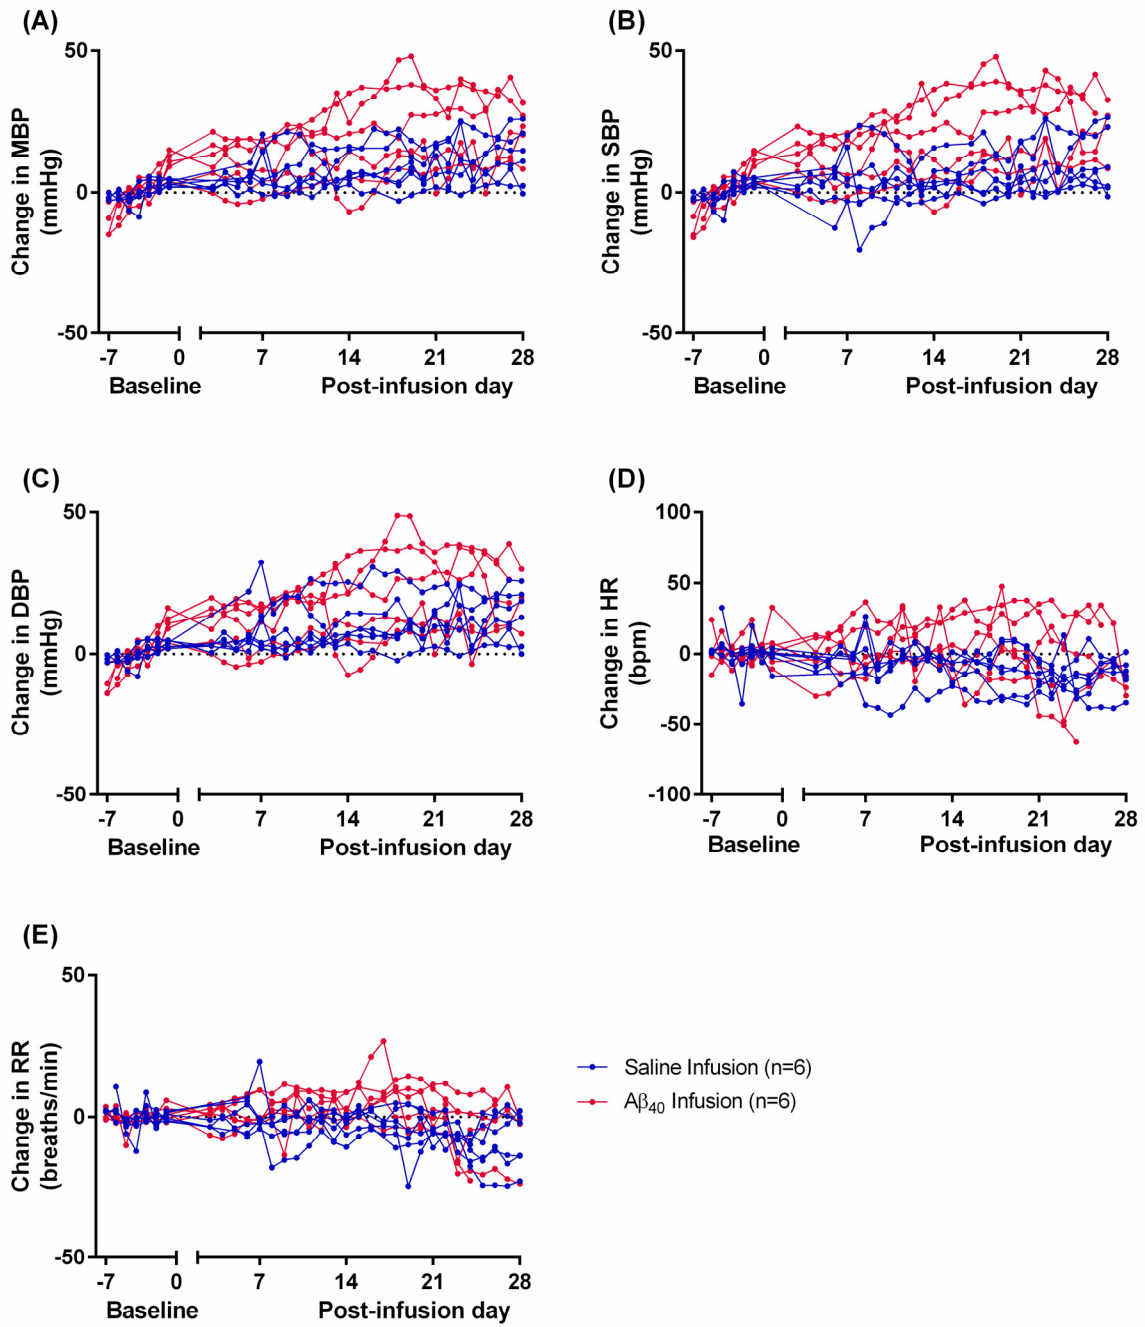 (A)
50
0
-50
Change in MBP
(mmHg)
-7 0 7 14 21 28
Baseline Post-infusion day
(B)
50
0
-50
Change in SBP
(mmHg)
-7 0 7 14 21 28
Baseline Post-infusion day
(C)
50
0
-50
Change in DBP
(mmHg)
-7 0 7 14 21 28
Baseline Post-infusion day
(D)
100
50
0
-50
-100
Change in HR
(bpm)
-7 0 7 14 21 28
Baseline Post-infusion day
(E)
50
0
-50
Change in RR
(breaths/min)
-7 0 7 14 21 28
Baseline Post-infusion day
Saline Infusion (n=6)
Aβ₄₀ Infusion (n=6)